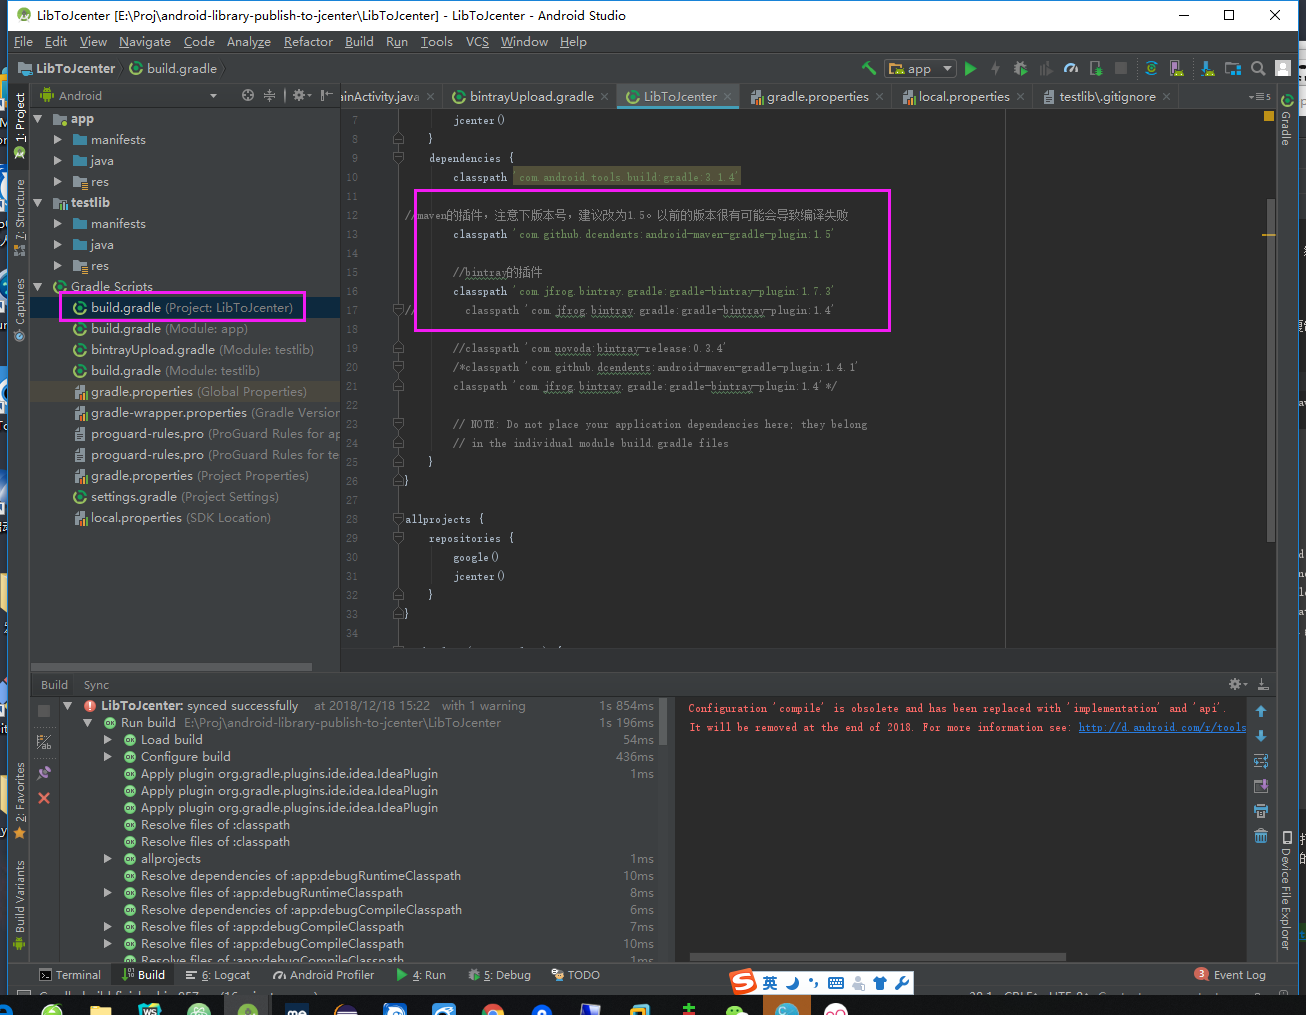 LibToJcenter [E:\Proj\android-library-publish-to-jcenter\LibToJcenter] - LibToJcenter - Android Studio
File Edit View Navigate Code Analyze Refactor Build Run Tools VCS Window Help
LibToJcenter build.gradle
app
Android
MainActivity.java bintrayUpload.gradle LibToJcenter gradle.properties local.properties testlib\.gitignore
1: Project
7: Structure
Captures
2: Favorites
Build Variants
Gradle
Device File Explorer
app
manifests
java
res
testlib
manifests
java
res
Gradle Scripts
build.gradle (Project: LibToJcenter)
build.gradle (Module: app)
bintrayUpload.gradle (Module: testlib)
build.gradle (Module: testlib)
gradle.properties (Global Properties)
gradle-wrapper.properties (Gradle Version
proguard-rules.pro (ProGuard Rules for ap
proguard-rules.pro (ProGuard Rules for te
gradle.properties (Project Properties)
settings.gradle (Project Settings)
local.properties (SDK Location)
7 jcenter()
8 }
9 dependencies {
10 classpath 'com.android.tools.build:gradle:3.1.4'
11
12 //maven的插件，注意下版本号，建议改为1.5。以前的版本很有可能会导致编译失败
13 classpath 'com.github.dcendents:android-maven-gradle-plugin:1.5'
14
15 //bintray的插件
16 classpath 'com.jfrog.bintray.gradle:gradle-bintray-plugin:1.7.3'
17 // classpath 'com.jfrog.bintray.gradle:gradle-bintray-plugin:1.4'
18
19 //classpath 'com.novoda:bintray-release:0.3.4'
20 /*classpath 'com.github.dcendents:android-maven-gradle-plugin:1.4.1'
21 classpath 'com.jfrog.bintray.gradle:gradle-bintray-plugin:1.4'*/
22
23 // NOTE: Do not place your application dependencies here; they belong
24 // in the individual module build.gradle files
25 }
26 }
27
28 allprojects {
29 repositories {
30 google()
31 jcenter()
32 }
33 }
34
Build Sync
LibToJcenter: synced successfully at 2018/12/18 15:22 with 1 warning 1s 854ms
Run build E:\Proj\android-library-publish-to-jcenter\LibToJcenter 1s 196ms
Load build 54ms
Configure build 436ms
Apply plugin org.gradle.plugins.ide.idea.IdeaPlugin 1ms
Apply plugin org.gradle.plugins.ide.idea.IdeaPlugin
Apply plugin org.gradle.plugins.ide.idea.IdeaPlugin
Resolve files of :classpath
Resolve files of :classpath
allprojects 1ms
Resolve dependencies of :app:debugRuntimeClasspath 10ms
Resolve files of :app:debugRuntimeClasspath 8ms
Resolve dependencies of :app:debugCompileClasspath 6ms
Resolve files of :app:debugCompileClasspath 7ms
Resolve files of :app:debugCompileClasspath 10ms
Resolve files of :app:debugCompileClasspath 1ms
Configuration 'compile' is obsolete and has been replaced with 'implementation' and 'api'.
It will be removed at the end of 2018. For more information see: http://d.android.com/r/tools
Terminal Build 6: Logcat Android Profiler 4: Run 5: Debug TODO
英
3 Event Log